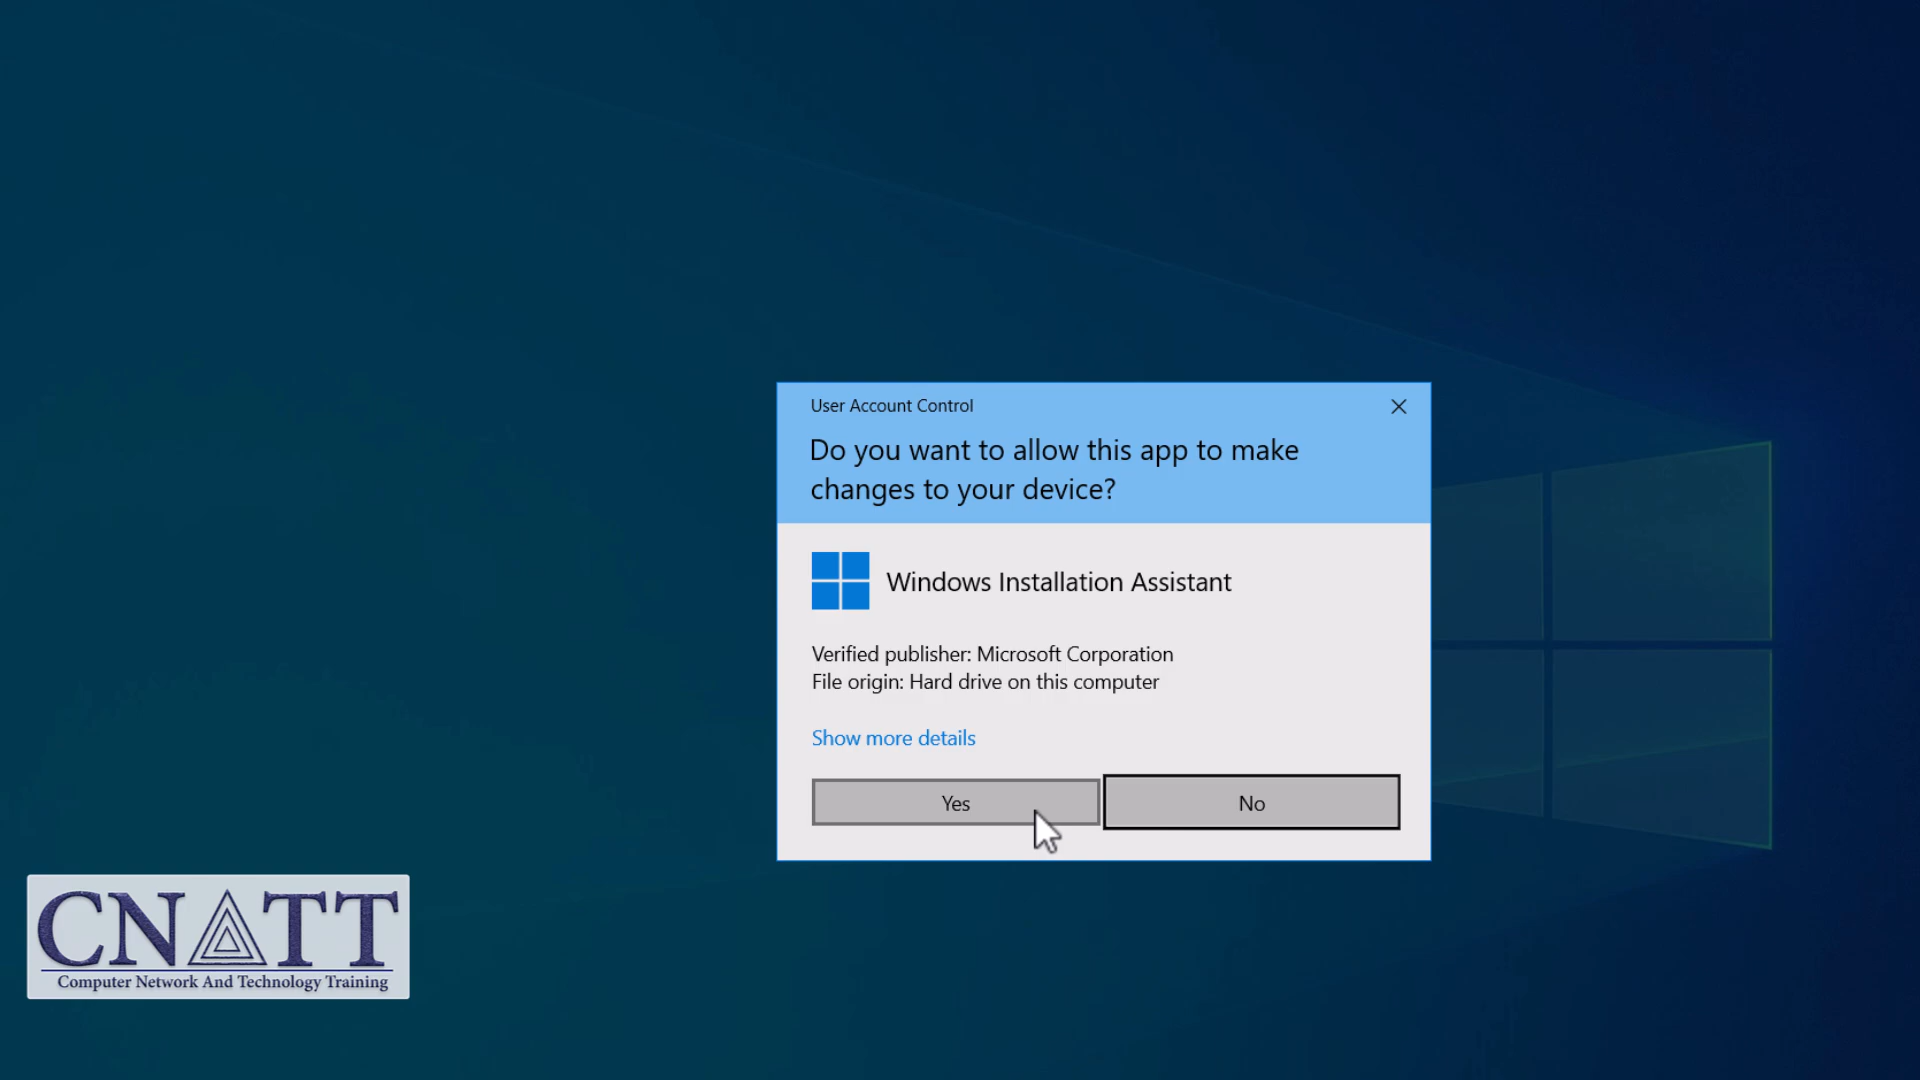 User Account Control
Do you want to allow this app to make
changes to your device?
Windows Installation Assistant
Verified publisher: Microsoft Corporation
File origin: Hard drive on this computer
Show more details
Yes
No
CNATT
Computer Network And Technology Training